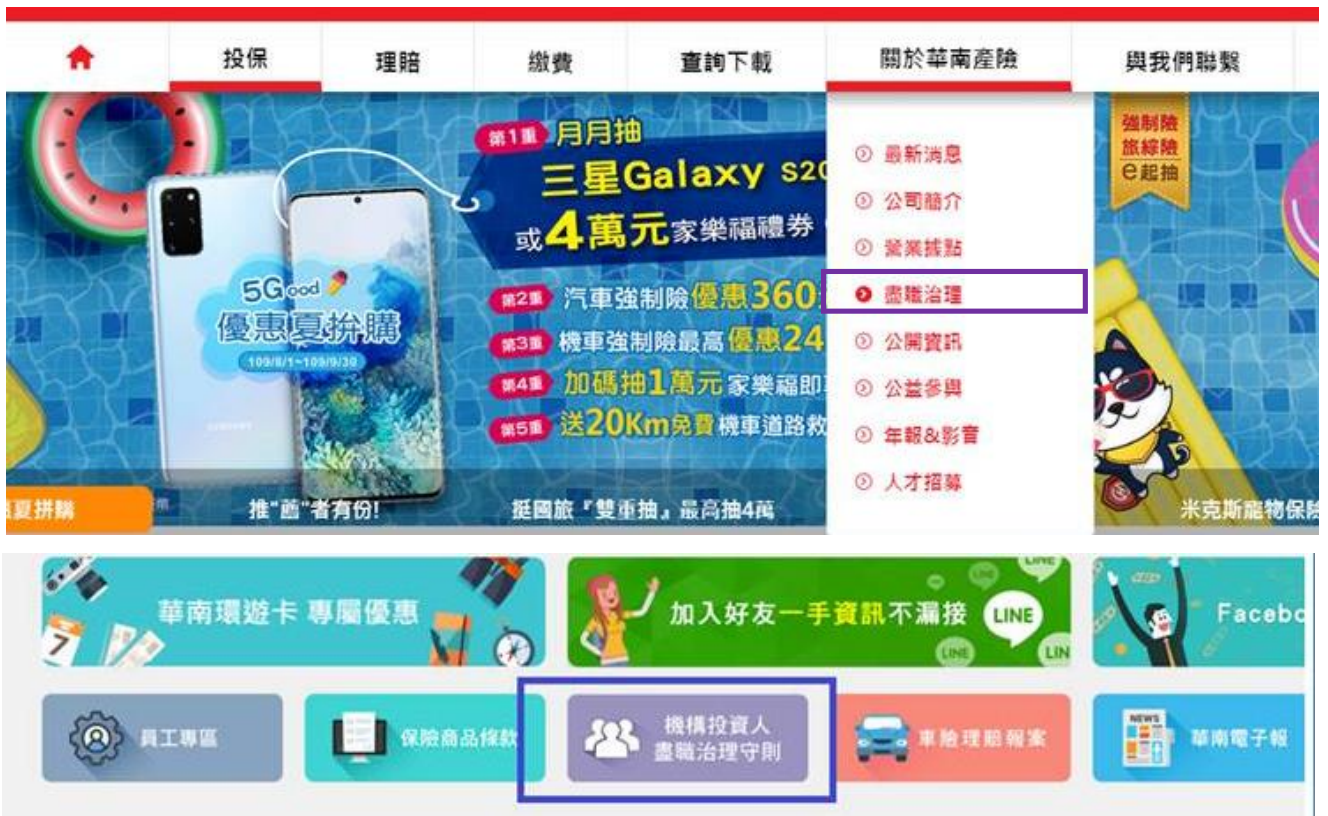 投保
理賠
繳費
查詢下載
關於華南產險
與我們聯繫
第1重 月月抽
三星Galaxy S20
或4萬元家樂福禮券
5Good
優惠夏拚購
109/8/1~109/9/30
第2重 汽車強制險優惠360
第3重 機車強制險最高優惠24
第4重 加碼抽1萬元家樂福即
第5重 送20Km免費機車道路救
最新消息
公司簡介
營業據點
盡職治理
公開資訊
公益參與
年報&影音
人才招募
強制險
旅綜險
e起抽
夏拼購
推"薦"者有份!
挺國旅『雙重抽』最高抽4萬
米克斯寵物保險
華南環遊卡 專屬優惠
7
加入好友一手資訊不漏接
LINE
LINE
LINE
LIN
Facebo
員工專區
保險商品條款
機構投資人
盡職治理守則
車險理賠報案
NEWS
華南電子報